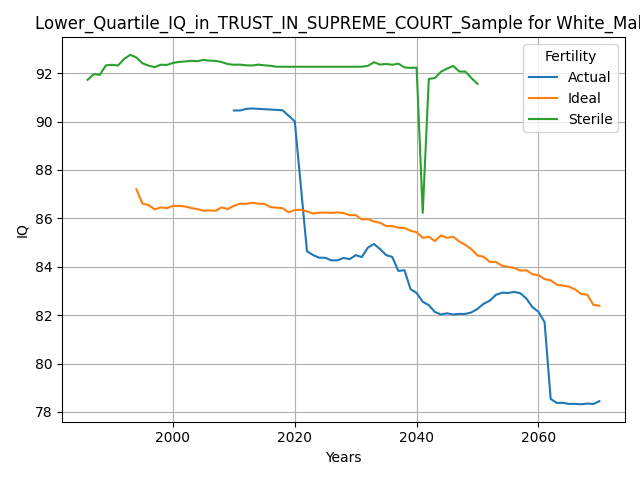 Lower_Quartile_IQ_in_TRUST_IN_SUPREME_COURT_Sample for White_Mal
Fertility
Actual
Ideal
Sterile
92
90
88
86
84
82
80
78
IQ
2000
2020
2040
2060
Years